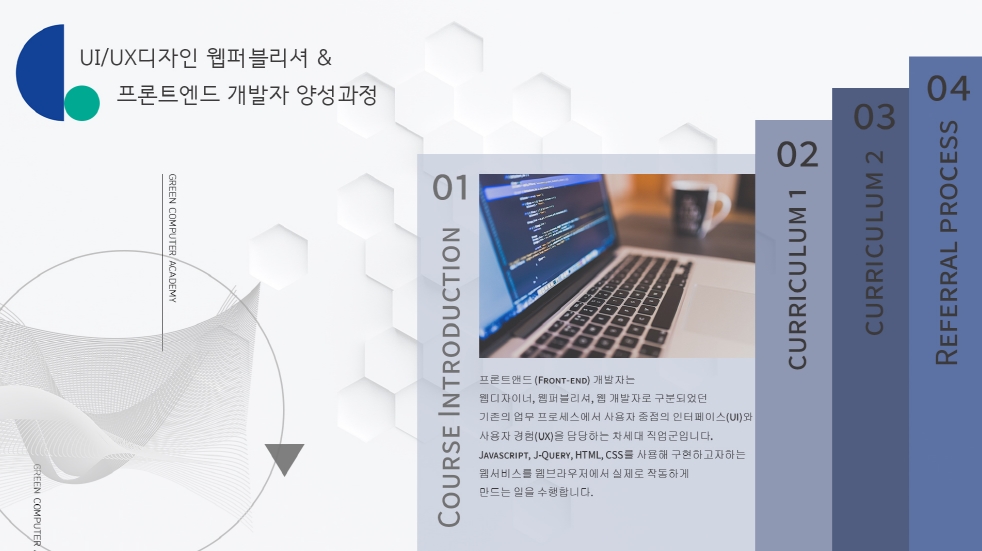 UI/UX디자인 웹퍼블리셔 &
프론트엔드 개발자 양성과정
GREEN COMPUTER ACADEMY
GREEN COMPUTER
01
COURSE INTRODUCTION
프론트앤드 (FRONT-END) 개발자는
웹디자이너, 웹퍼블리셔, 웹 개발자로 구분되었던
기존의 업무 프로세스에서 사용자 중점의 인터페이스(UI)와
사용자 경험(UX)을 담당하는 차세대 직업군입니다.
JAVASCRIPT, J-QUERY, HTML, CSS를 사용해 구현하고자하는
웹서비스를 웹브라우저에서 실제로 작동하게
만드는 일을 수행합니다.
02
CURRICULUM 1
03
CURRICULUM 2
04
REFERRAL PROCESS